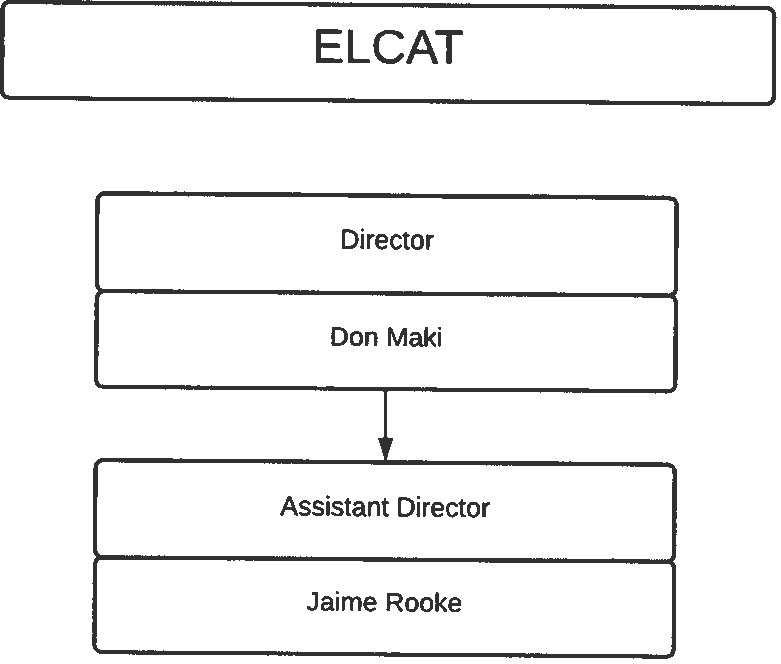 ELCAT
Director
Don Maki
Assistant Director
Jaime Rooke